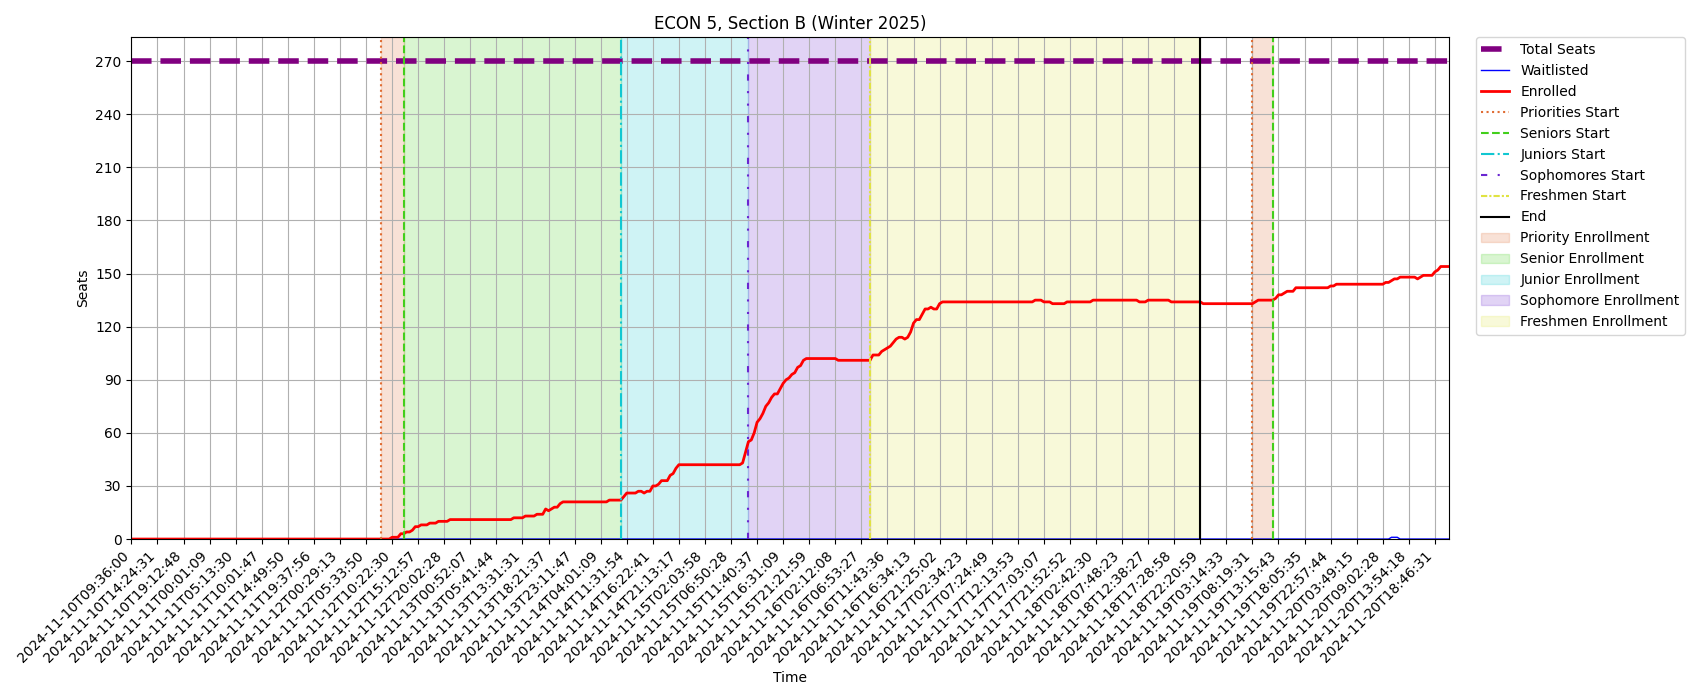 ECON 5, Section B (Winter 2025)
Seats
270
240
210
180
150
120
90
60
30
0
2024-11-10T09:36:00
2024-11-10T14:24:31
2024-11-10T19:12:48
2024-11-11T00:01:09
2024-11-11T05:13:30
2024-11-11T10:01:47
2024-11-11T14:49:50
2024-11-11T19:37:56
2024-11-12T00:29:13
2024-11-12T05:33:50
2024-11-12T10:22:30
2024-11-12T15:12:57
2024-11-12T20:02:28
2024-11-13T00:52:07
2024-11-13T05:41:44
2024-11-13T13:31:31
2024-11-13T18:21:37
2024-11-13T23:11:47
2024-11-14T04:01:09
2024-11-14T11:31:54
2024-11-14T16:22:41
2024-11-14T21:13:17
2024-11-15T02:03:58
2024-11-15T06:50:28
2024-11-15T11:40:37
2024-11-15T16:31:09
2024-11-15T21:21:59
2024-11-16T02:12:08
2024-11-16T06:53:27
2024-11-16T11:43:36
2024-11-16T16:34:13
2024-11-16T21:25:02
2024-11-17T02:34:23
2024-11-17T07:24:49
2024-11-17T12:13:53
2024-11-17T17:03:07
2024-11-17T21:52:52
2024-11-18T02:42:30
2024-11-18T07:48:23
2024-11-18T12:38:27
2024-11-18T17:28:58
2024-11-18T22:20:59
2024-11-19T03:14:33
2024-11-19T08:19:31
2024-11-19T13:15:43
2024-11-19T18:05:35
2024-11-19T22:57:44
2024-11-20T03:49:15
2024-11-20T09:02:28
2024-11-20T13:54:18
2024-11-20T18:46:31
Time
Total Seats
Waitlisted
Enrolled
Priorities Start
Seniors Start
Juniors Start
Sophomores Start
Freshmen Start
End
Priority Enrollment
Senior Enrollment
Junior Enrollment
Sophomore Enrollment
Freshmen Enrollment